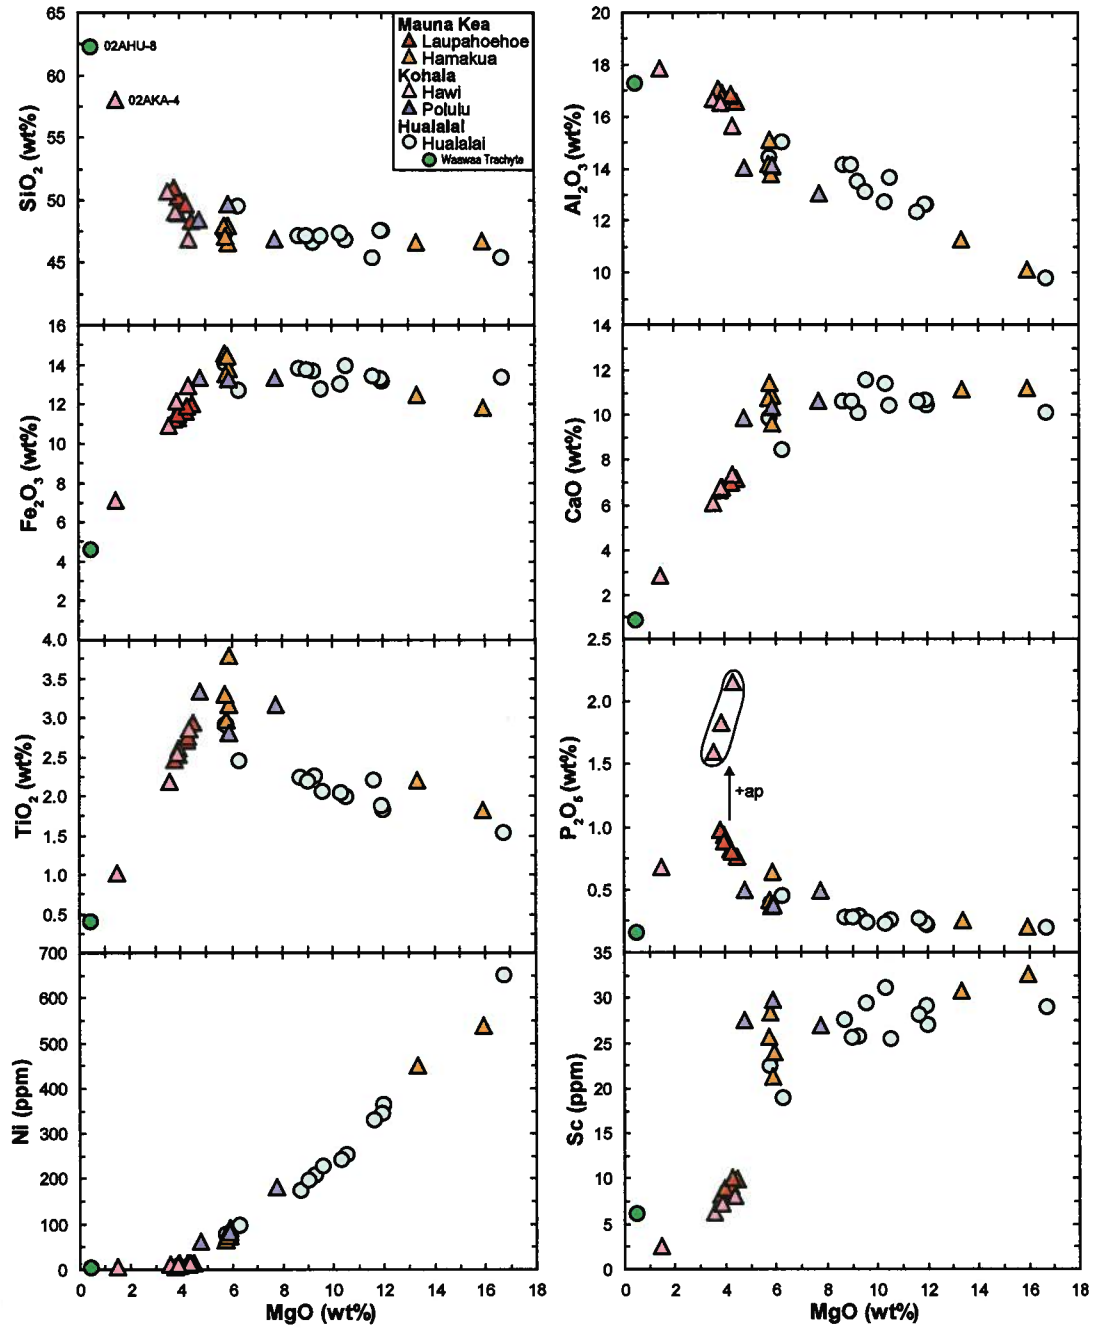 65
60
55
50
45
16
SiO2 (wt%)
02AHU-8
02AKA-4
Mauna Kea
Laupahoehoe
Hamakua
Kohala
Hawi
Polulu
Hualalai
Hualalai
Waawaa Trachyte
20
18
16
14
12
10
14
Al2O3 (wt%)
14
12
10
8
6
4
2
4.0
Fe2O3 (wt%)
12
10
8
6
4
2
2.5
CaO (wt%)
3.5
3.0
2.5
2.0
1.5
1.0
0.5
700
TiO2 (wt%)
2.0
1.5
1.0
0.5
35
P2O5 (wt%)
+ap
600
500
400
300
200
100
0
Ni (ppm)
0 2 4 6 8 10 12 14 16 18
MgO (wt%)
30
25
20
15
10
5
0
Sc (ppm)
0 2 4 6 8 10 12 14 16 18
MgO (wt%)